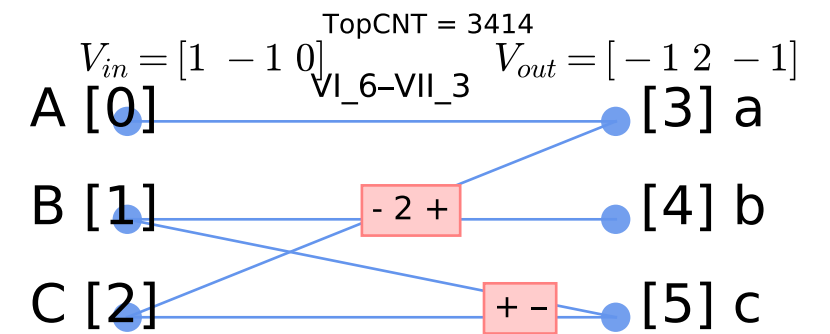 TopCNT = 3414
V_in = [1 −1 0]
V_out = [−1 2 −1]
VI_6–VII_3
A [0]
[3] a
B [1]
- 2 +
[4] b
C [2]
+ –
[5] c